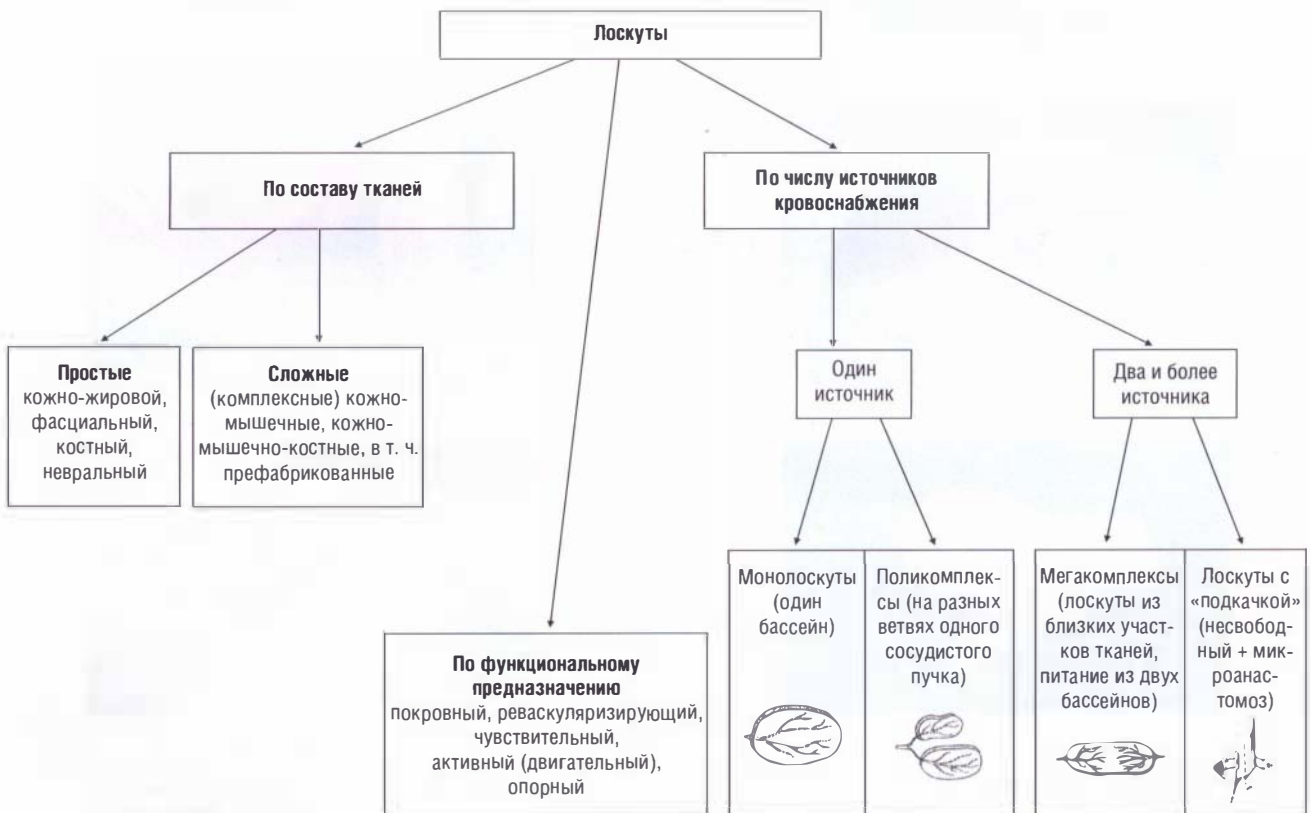 Лоскуты
По составу тканей
По числу источников
кровоснабжения
Простые
кожно-жировой,
фасциальный,
костный,
невральный
Сложные
(комплексные) кожно-
мышечные, кожно-
мышечно-костные, в т. ч.
префабрикованные
Один
источник
Два и более
источника
По функциональному
предназначению
покровный, реваскуляризирующий,
чувствительный,
активный (двигательный),
опорный
Монолоскуты
(один
бассейн)
Поликомплек-
сы (на разных
ветвях одного
сосудистого
пучка)
Мегакомплексы
(лоскуты из
близких участ-
ков тканей,
питание из двух
бассейнов)
Лоскуты с
«подкачкой»
(несвобод-
ный + мик-
роанас-
томоз)